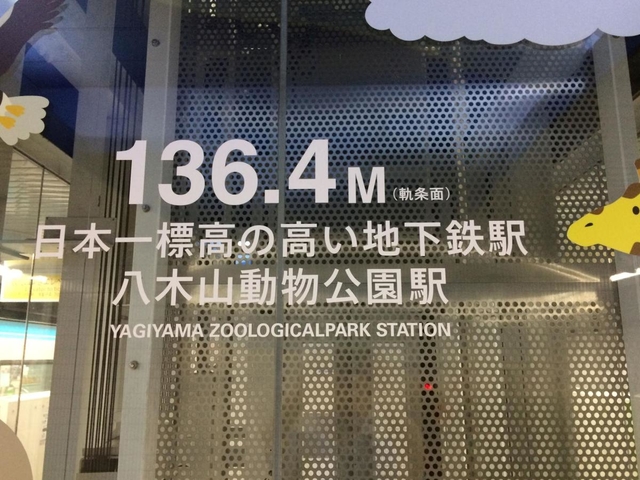 136.4M(軌条面)
日本一標高の高い地下鉄駅
八木山動物公園駅
YAGIYAMA ZOOLOGICALPARK STATION